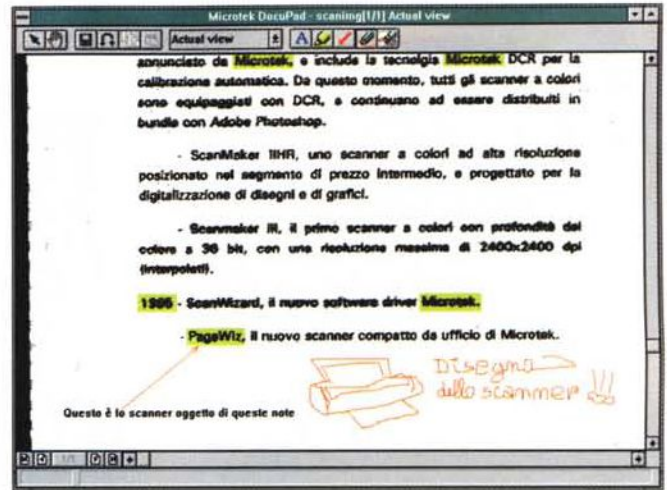 Microtek DocuPad - scanimg[1/1] Actual view
Actual view A
annunciato da Microtek, e include la tecnolgia Microtek DCR per la
calibrazione automatica. Da questo momento, tutti gli scanner a colori
sono equipaggiati con DCR, e continuano ad essere distribuiti in
bundle con Adobe Photoshop.
- ScanMaker IIHR, uno scanner a colori ad alta risoluzione
posizionato nel segmento di prezzo intermedio, e progettato per la
digitalizzazione di disegni e di grafici.
- Scanmaker III, il primo scanner a colori con profondità del
colore a 36 bit, con una risoluzione massima di 2400x2400 dpi
(interpolati).
1995 - ScanWizard, il nuovo software driver Microtek.
- PageWiz, il nuovo scanner compatto da ufficio di Microtek.
Disegno
dello scanner !!!
Questo è lo scanner oggetto di queste note
1/1